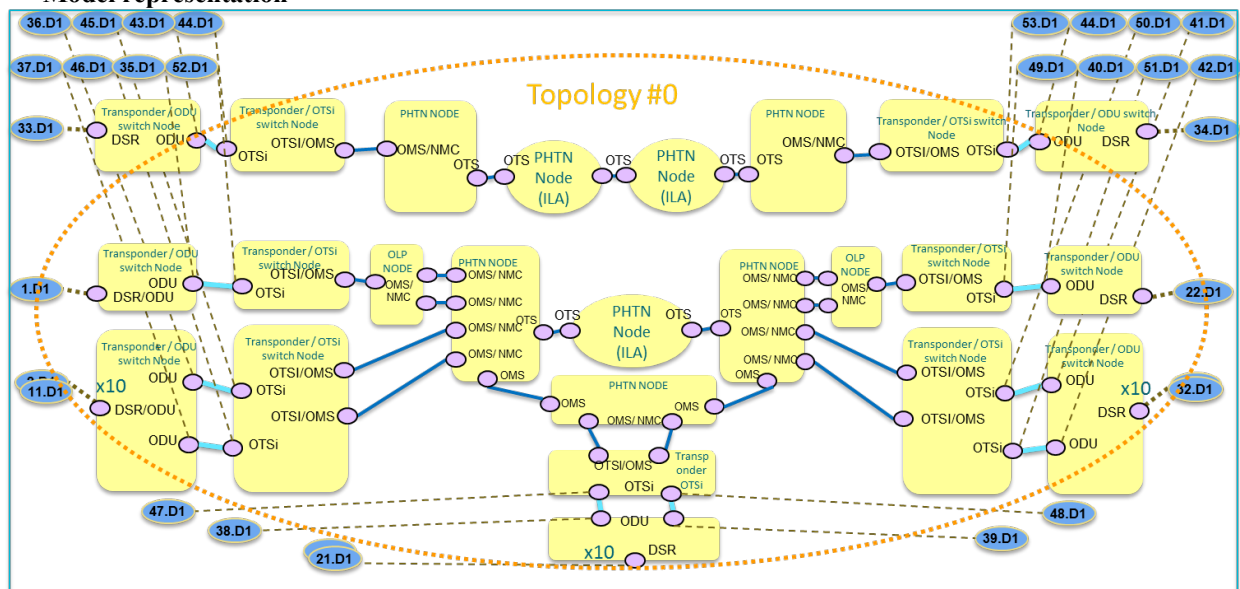 Model representation
36.D1 45.D1 43.D1 44.D1
53.D1 44.D1 50.D1 41.D1
37.D1 46.D1 35.D1 52.D1
49.D1 40.D1 51.D1 42.D1
Topology #0
33.D1
Transponder / ODU
switch Node
DSR ODU
Transponder / OTSi
switch Node
OTSi
OTSI/OMS
PHTN NODE
OMS/NMC
OTS
OTS
PHTN
Node
(ILA)
OTS
OTS
PHTN
Node
(ILA)
OTS
OTS
PHTN NODE
OMS/NMC
Transponder / OTSi switch
Node
OTSI/OMS OTSi
Transponder / ODU switch
Node
ODU
DSR
34.D1
1.D1
Transponder / ODU
switch Node
ODU
DSR/ODU
Transponder / OTSi
switch Node
OTSI/OMS
OTSi
OLP
NODE
OMS/
NMC
PHTN NODE
OMS/ NMC
OMS/ NMC
OMS/ NMC
OMS/ NMC
OTS
OMS
OTS
PHTN
Node
(ILA)
OTS
OTS
PHTN NODE
OMS/ NMC
OMS/ NMC
OMS/ NMC
OMS/ NMC
OMS
OLP
NODE
OMS/
NMC
Transponder / OTSi
switch Node
OTSI/OMS
OTSi
Transponder / ODU
switch Node
ODU
DSR
22.D1
11.D1
Transponder / ODU
switch Node
x10
ODU
DSR/ODU
ODU
Transponder / OTSi
switch Node
OTSI/OMS
OTSi
OTSI/OMS
OTSi
PHTN NODE
OMS
OMS
OMS/ NMC
Transponder / OTSi
switch Node
OTSI/OMS
OTSi
OTSI/OMS
OTSi
Transponder / ODU
switch Node
ODU
x10
DSR
ODU
32.D1
OTSI/OMS
Transp
onder
OTSi
OTSi
47.D1
48.D1
38.D1
ODU
39.D1
x10
DSR
21.D1